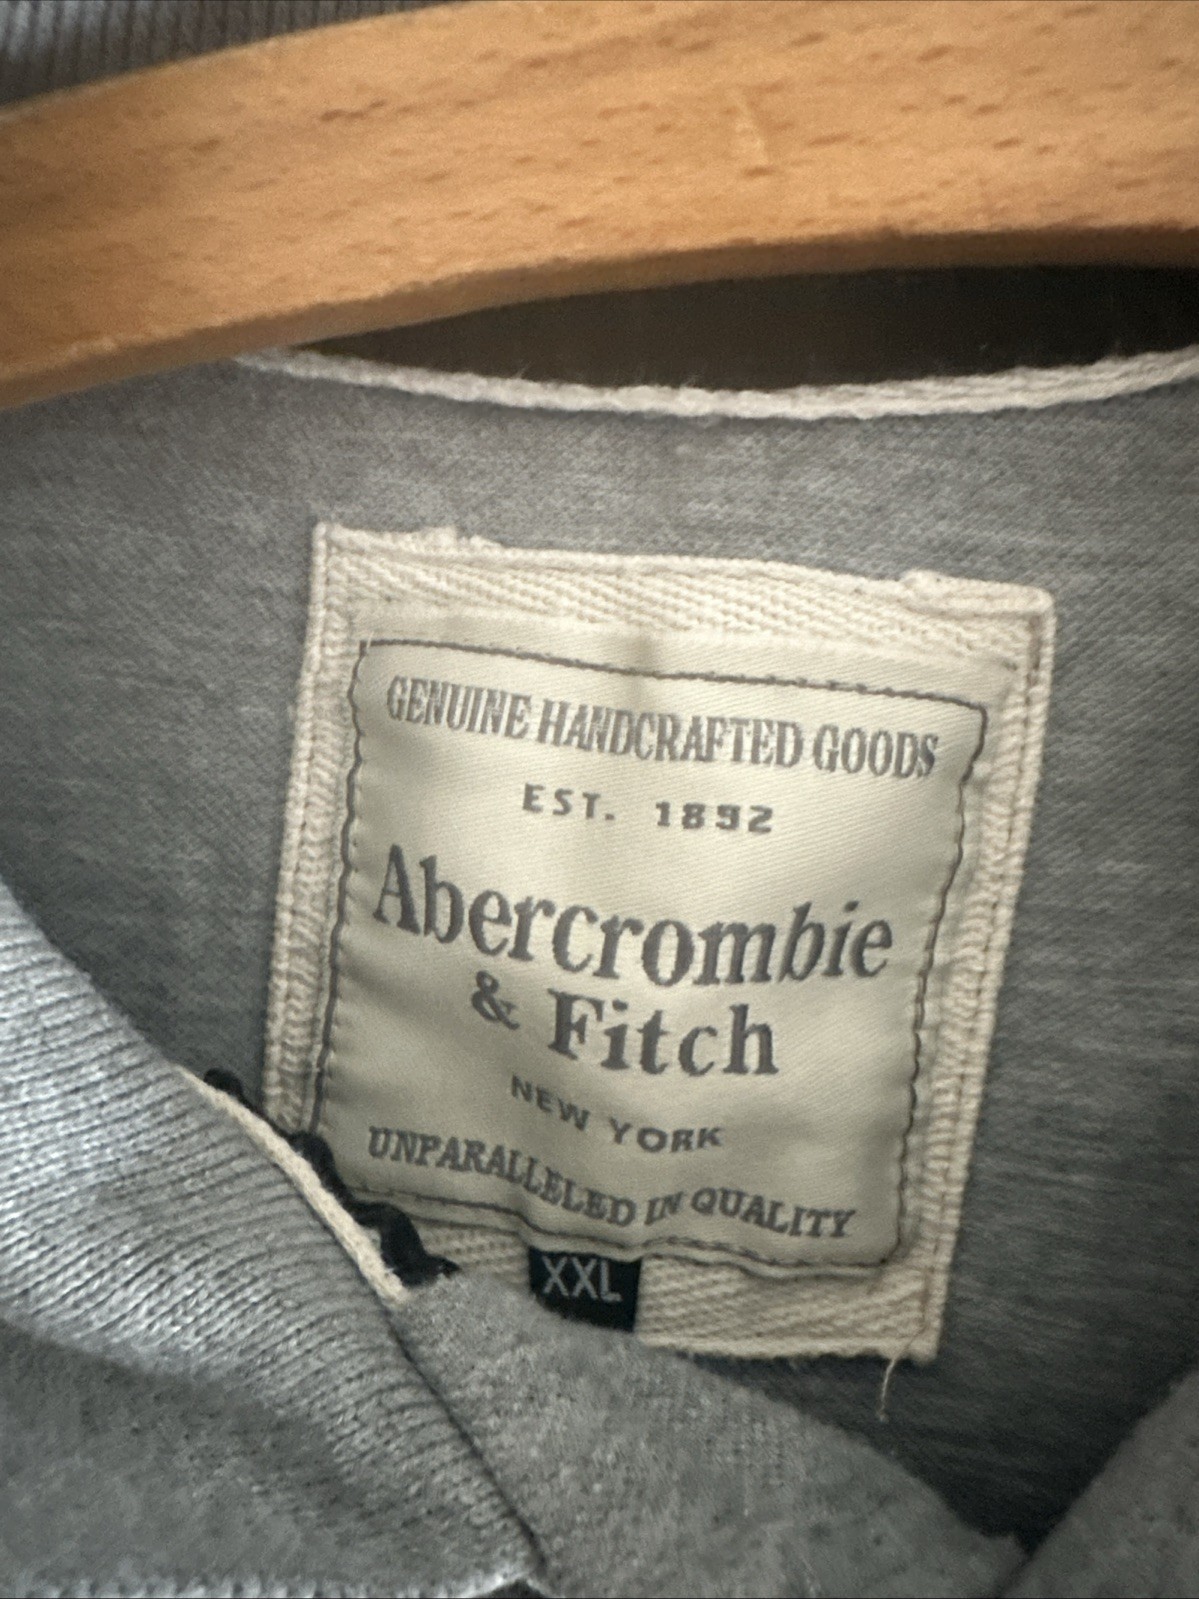 GENUINE HANDCRAFTED GOODS
EST. 1892
Abercrombie
& Fitch
NEW YORK
UNPARALLELED IN QUALITY
XXL